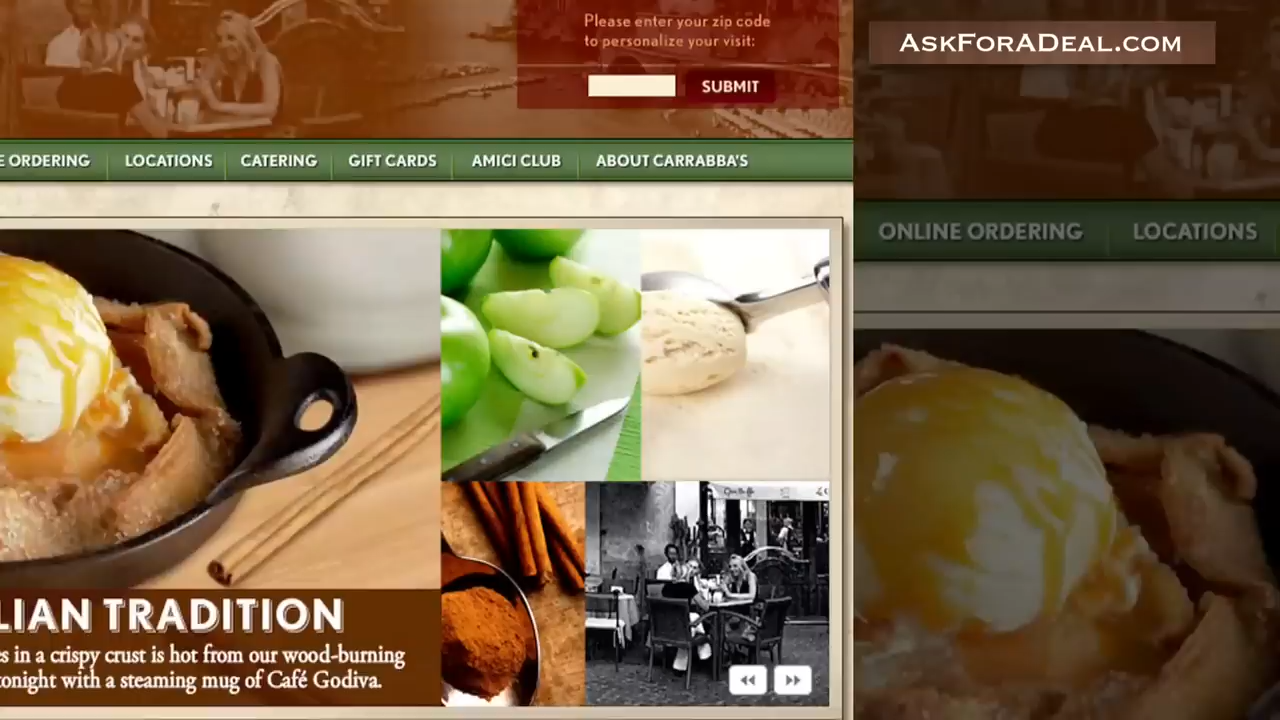 Please enter your zip code
to personalize your visit:
SUBMIT
AskForADeal.com
E ORDERING
LOCATIONS
CATERING
GIFT CARDS
AMICI CLUB
ABOUT CARRABBA'S
ONLINE ORDERING
LOCATIONS
LIAN TRADITION
es in a crispy crust is hot from our wood-burning
tonight with a steaming mug of Café Godiva.